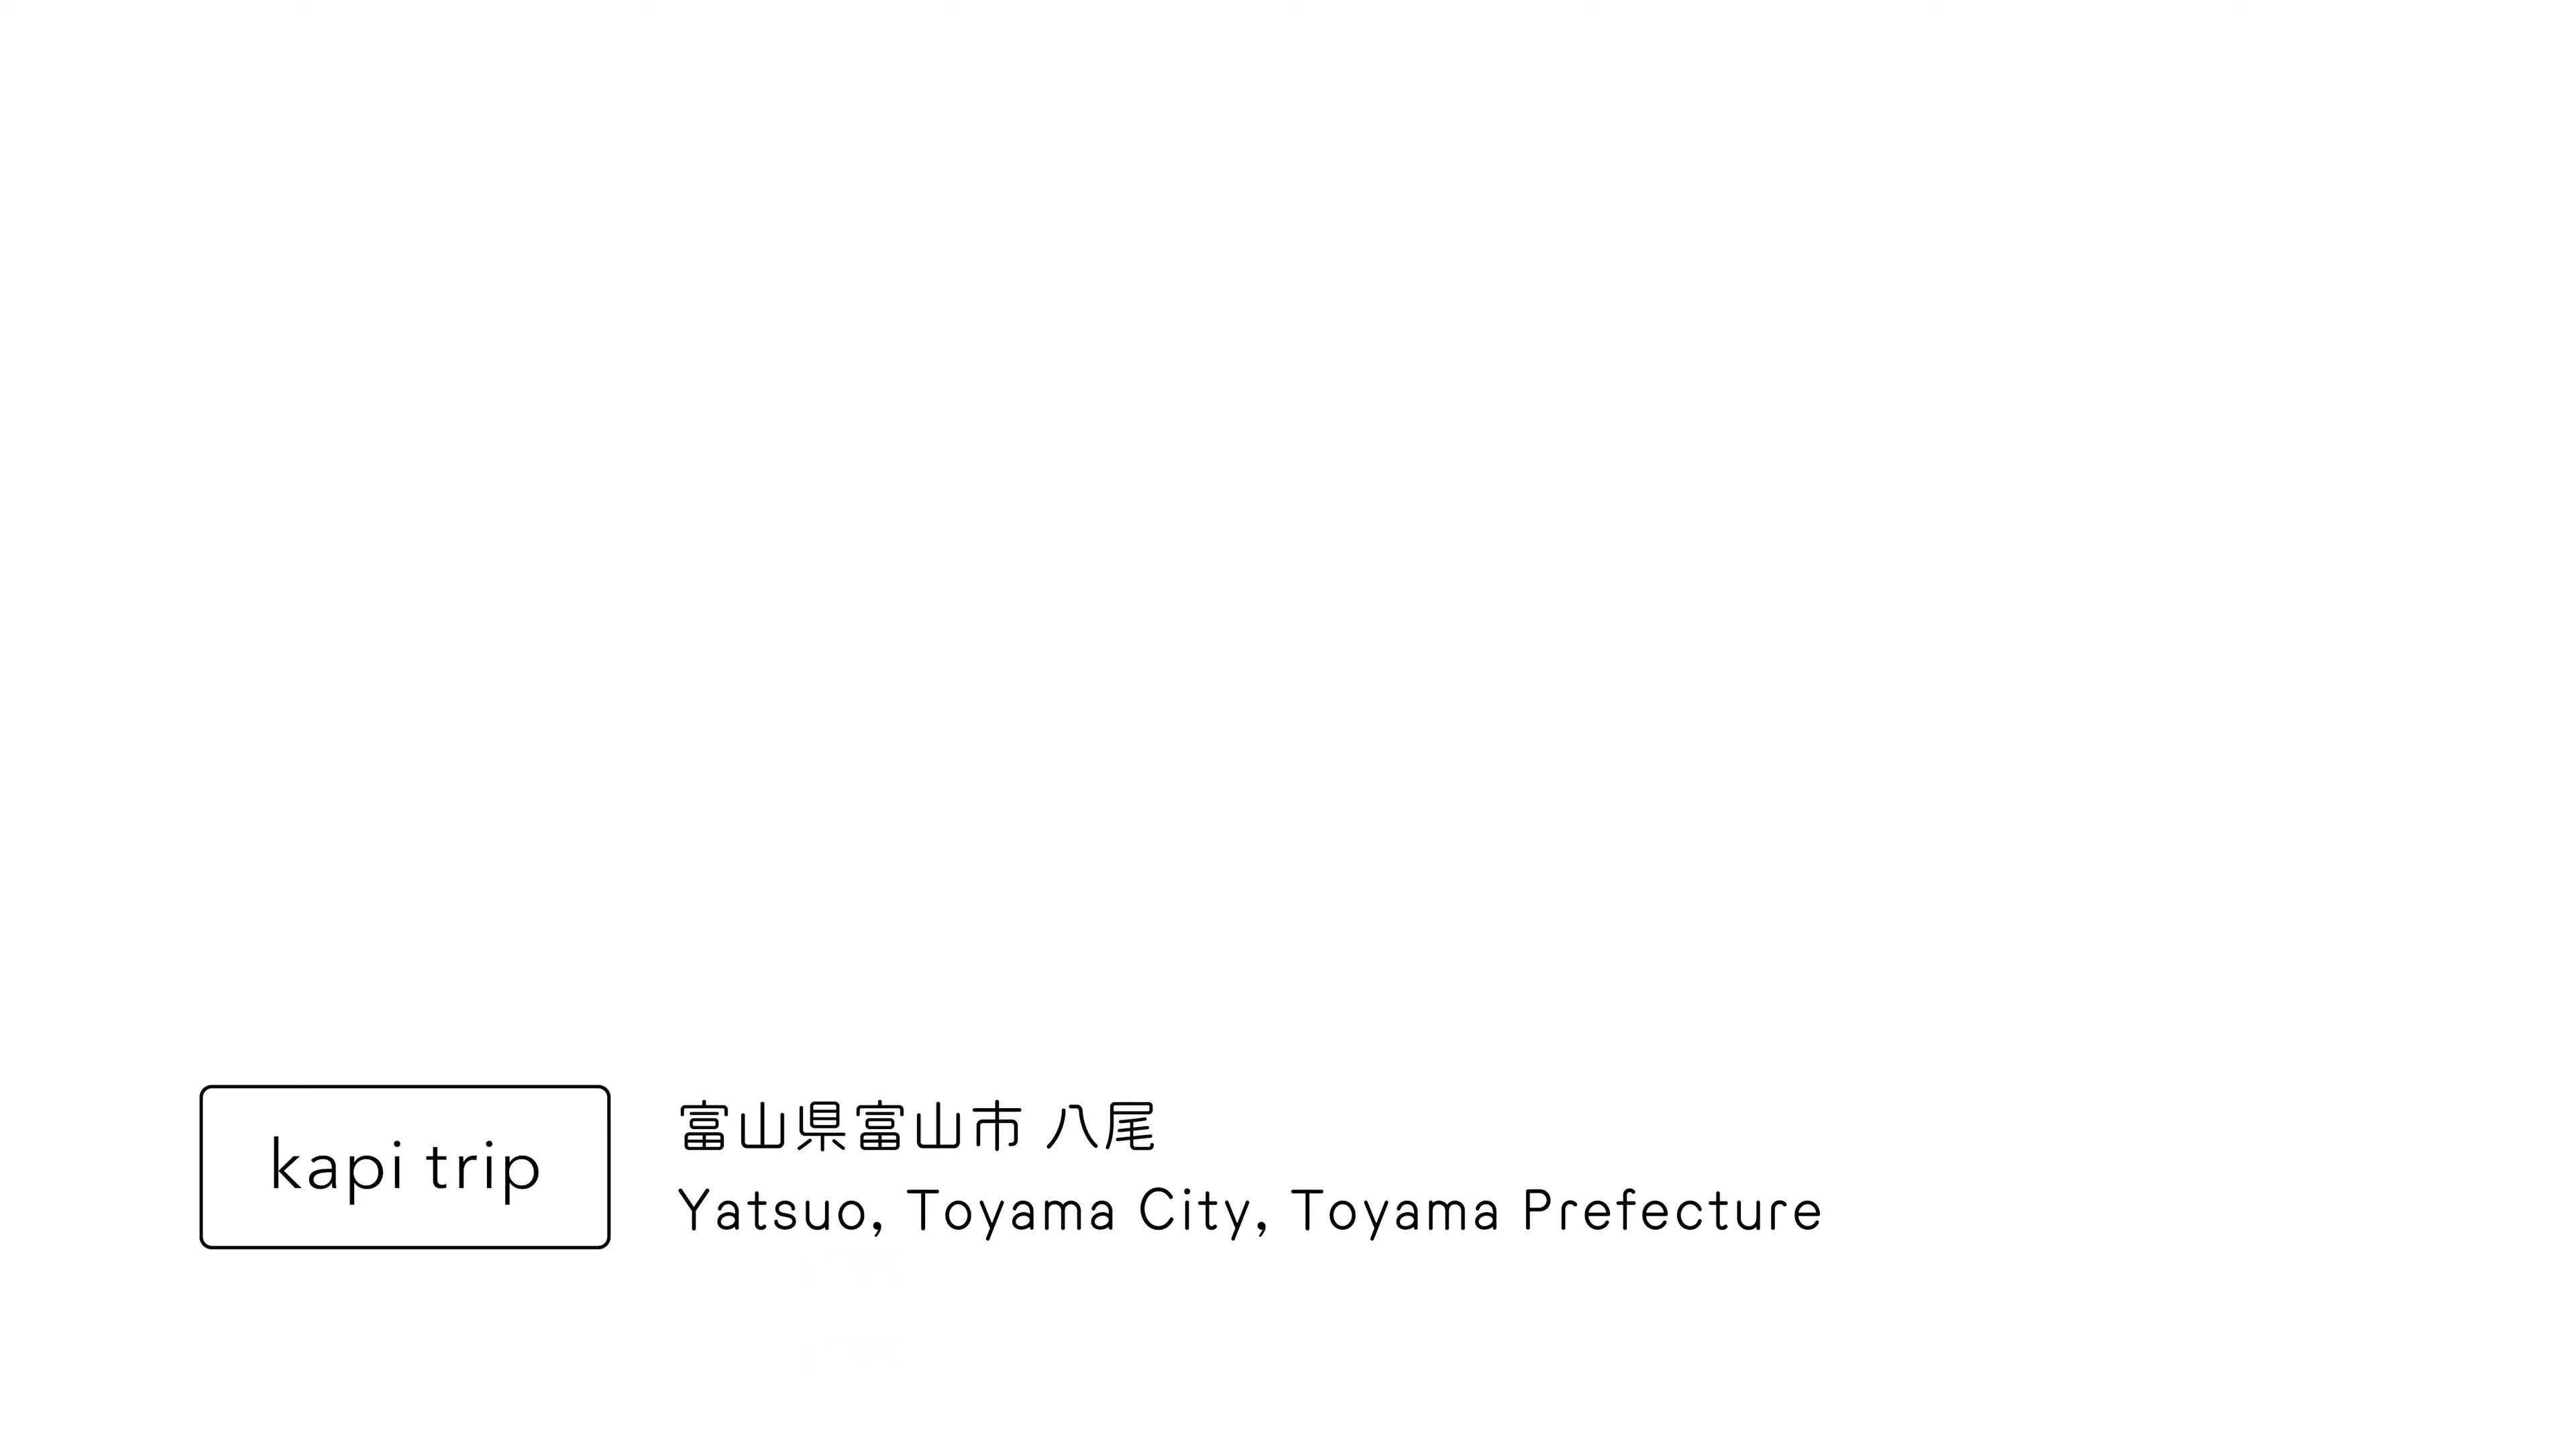 kapi trip
富山県富山市 八尾
Yatsuo, Toyama City, Toyama Prefecture